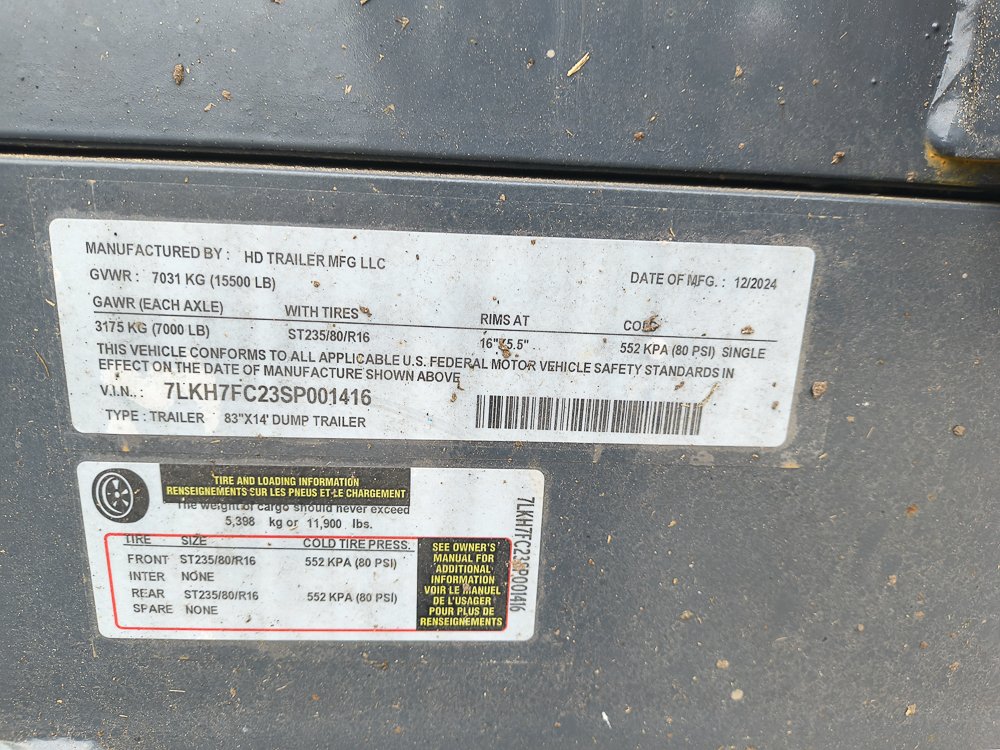 MANUFACTURED BY : HD TRAILER MFG LLC
GVWR : 7031 KG (15500 LB) DATE OF MFG. : 12/2024
GAWR (EACH AXLE) WITH TIRES RIMS AT COLD
3175 KG (7000 LB) ST235/80/R16 16"X5.5" 552 KPA (80 PSI) SINGLE
THIS VEHICLE CONFORMS TO ALL APPLICABLE U.S. FEDERAL MOTOR VEHICLE SAFETY STANDARDS IN
EFFECT ON THE DATE OF MANUFACTURE SHOWN ABOVE
V.I.N.. : 7LKH7FC23SP001416
TYPE : TRAILER 83"X14' DUMP TRAILER
TIRE AND LOADING INFORMATION
RENSEIGNEMENTS SUR LES PNEUS ET LE CHARGEMENT
The weight of cargo should never exceed
5,398 kg or 11,900 lbs.
TIRE SIZE COLD TIRE PRESS.
FRONT ST235/80/R16 552 KPA (80 PSI)
INTER NONE
REAR ST235/80/R16 552 KPA (80 PSI)
SPARE NONE
SEE OWNER'S
MANUAL FOR
ADDITIONAL
INFORMATION
VOIR LE MANUEL
DE L'USAGER
POUR PLUS DE
RENSEIGNEMENTS
7LKH7FC23SP001416